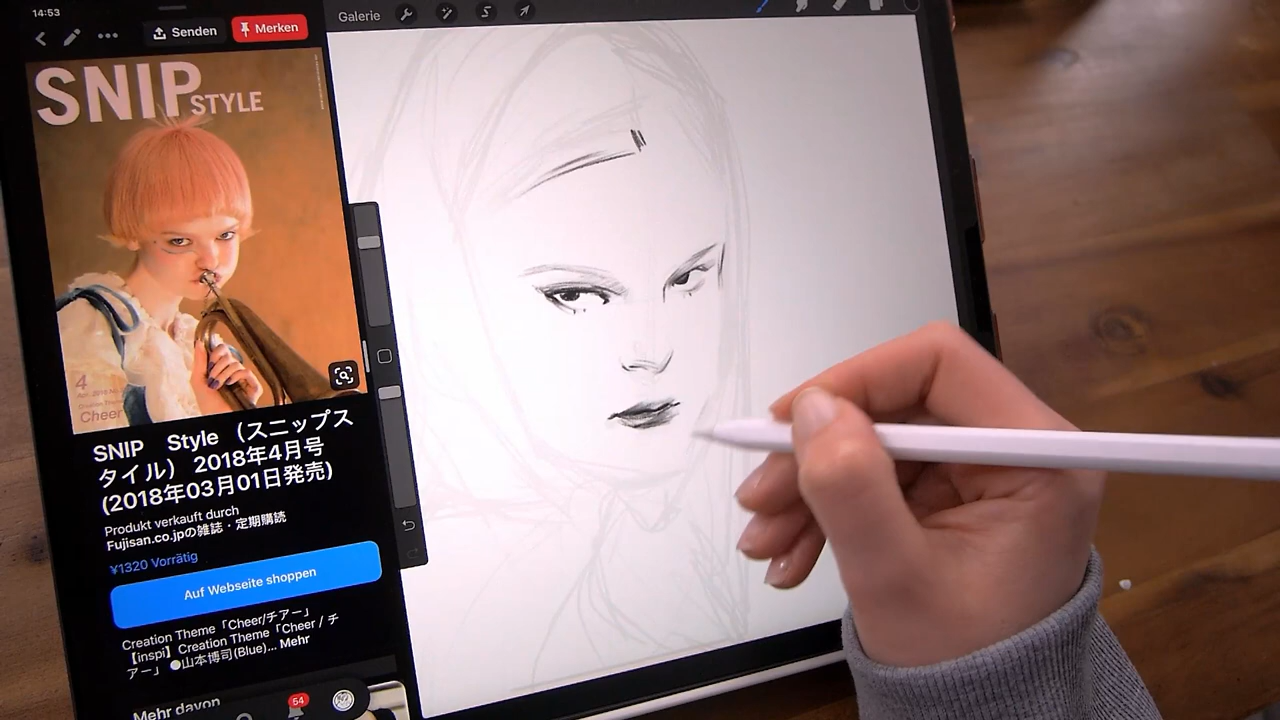 14:53
Senden
Merken
Galerie
SNIP
STYLE
4
Cheer
SNIP Style （スニップス
タイル） 2018年4月号
(2018年03月01日発売)
Produkt verkauft durch
Fujisan.co.jpの雑誌・定期購読
¥1320 Vorrätig
Auf Webseite shoppen
Creation Theme「Cheer/チアー」
【inspi】Creation Theme「Cheer / チ
アー」 ●山本博司(Blue)... Mehr
Mehr davon
54